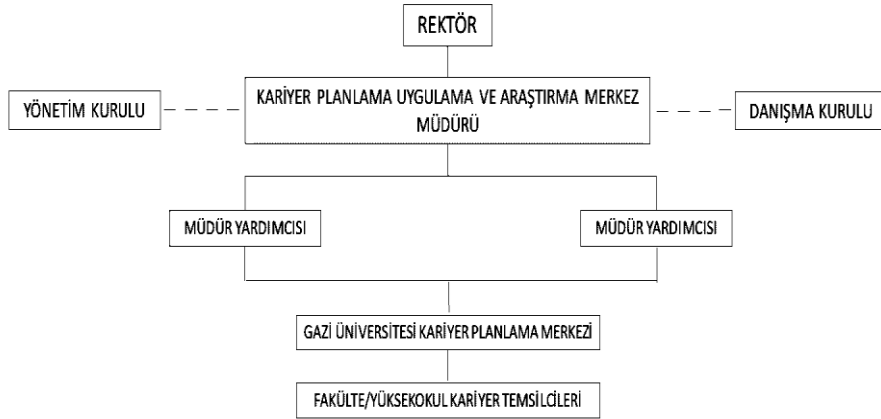 REKTÖR
KARİYER PLANLAMA UYGULAMA VE ARAŞTIRMA MERKEZ
MÜDÜRÜ
YÖNETİM KURULU
DANIŞMA KURULU
MÜDÜR YARDIMCISI
MÜDÜR YARDIMCISI
GAZİ ÜNİVERSİTESİ KARİYER PLANLAMA MERKEZİ
FAKÜLTE/YÜKSEKOKUL KARİYER TEMSİLCİLERİ